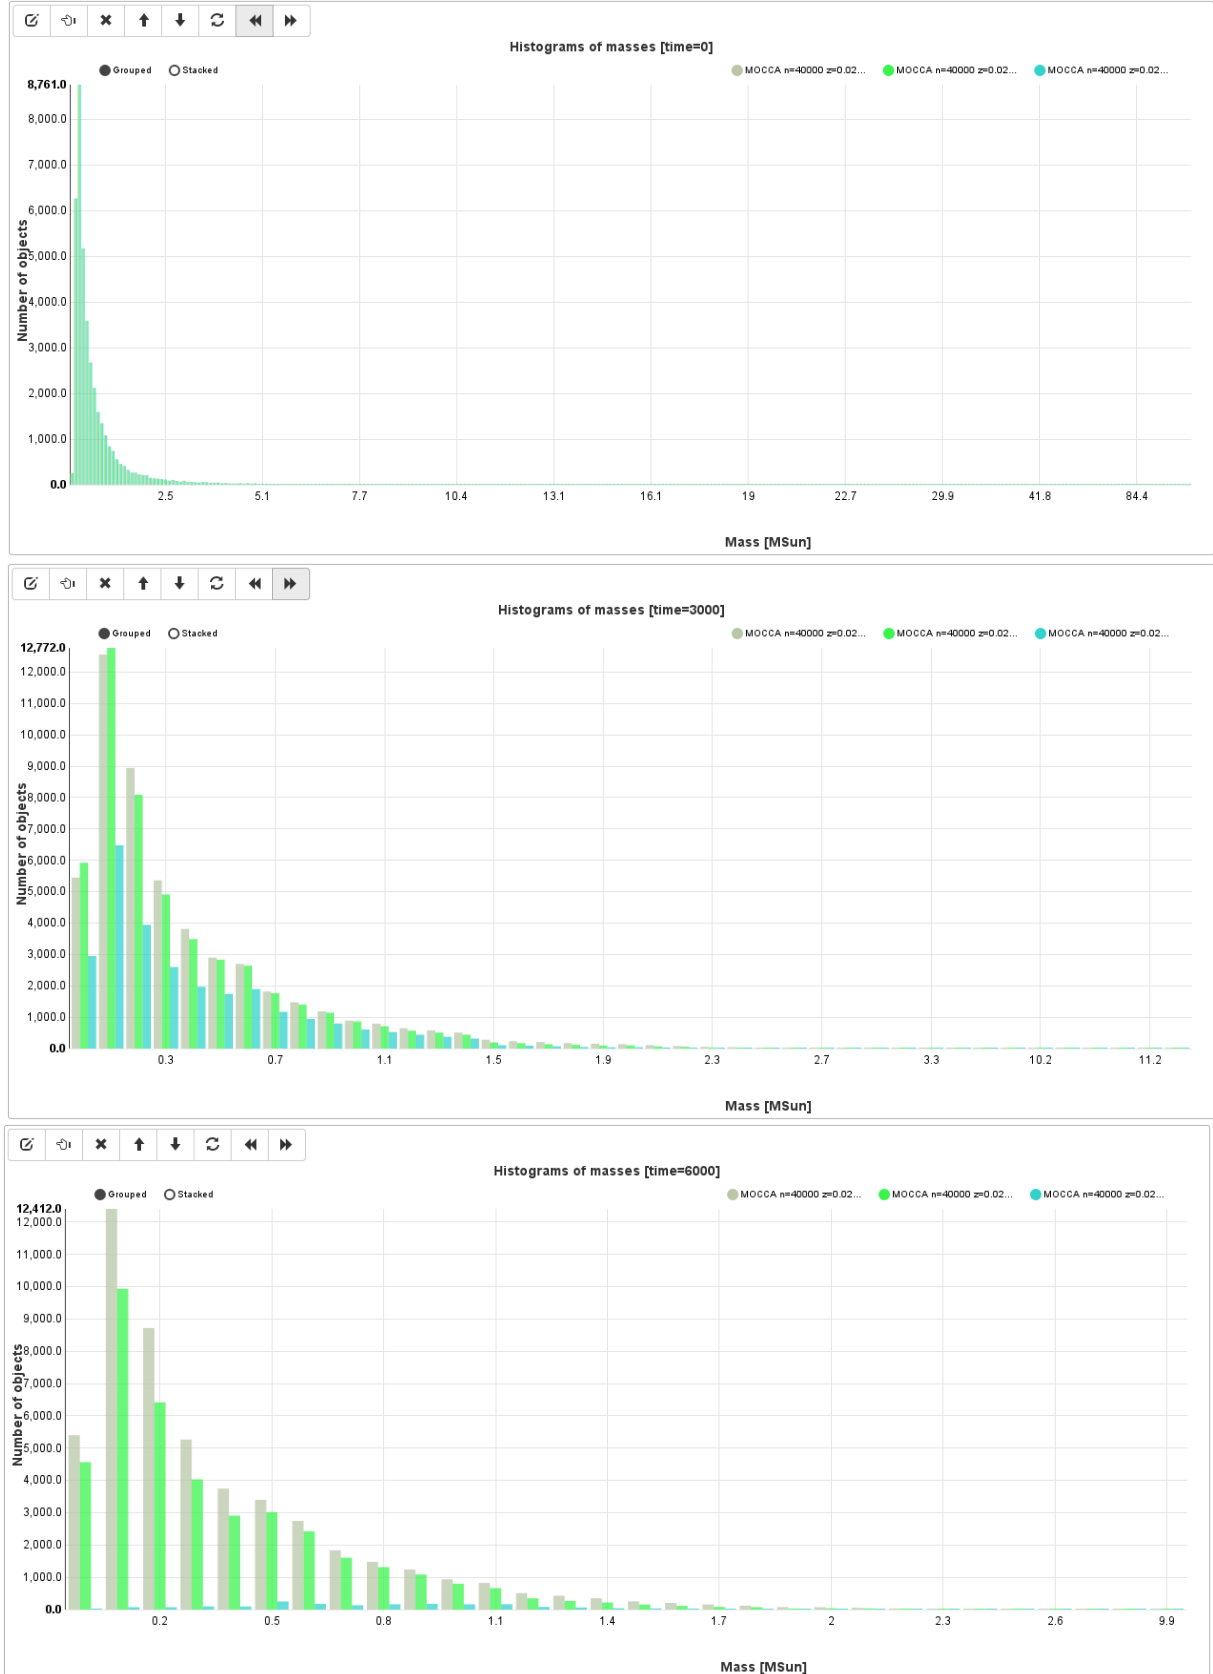 Histograms of masses [time=0]
Grouped Stacked MOCCA n=40000 z=0.02... MOCCA n=40000 z=0.02... MOCCA n=40000 z=0.02...
8,761.0
8,000.0
7,000.0
6,000.0
5,000.0
4,000.0
3,000.0
2,000.0
1,000.0
0.0
Number of objects
2.5 5.1 7.7 10.4 13.1 16.1 19 22.7 29.9 41.8 84.4
Mass [MSun]
Histograms of masses [time=3000]
Grouped Stacked MOCCA n=40000 z=0.02... MOCCA n=40000 z=0.02... MOCCA n=40000 z=0.02...
12,772.0
12,000.0
11,000.0
10,000.0
9,000.0
8,000.0
7,000.0
6,000.0
5,000.0
4,000.0
3,000.0
2,000.0
1,000.0
0.0
Number of objects
0.3 0.7 1.1 1.5 1.9 2.3 2.7 3.3 10.2 11.2
Mass [MSun]
Histograms of masses [time=6000]
Grouped Stacked MOCCA n=40000 z=0.02... MOCCA n=40000 z=0.02... MOCCA n=40000 z=0.02...
12,412.0
12,000.0
11,000.0
10,000.0
9,000.0
8,000.0
7,000.0
6,000.0
5,000.0
4,000.0
3,000.0
2,000.0
1,000.0
0.0
Number of objects
0.2 0.5 0.8 1.1 1.4 1.7 2 2.3 2.6 9.9
Mass [MSun]